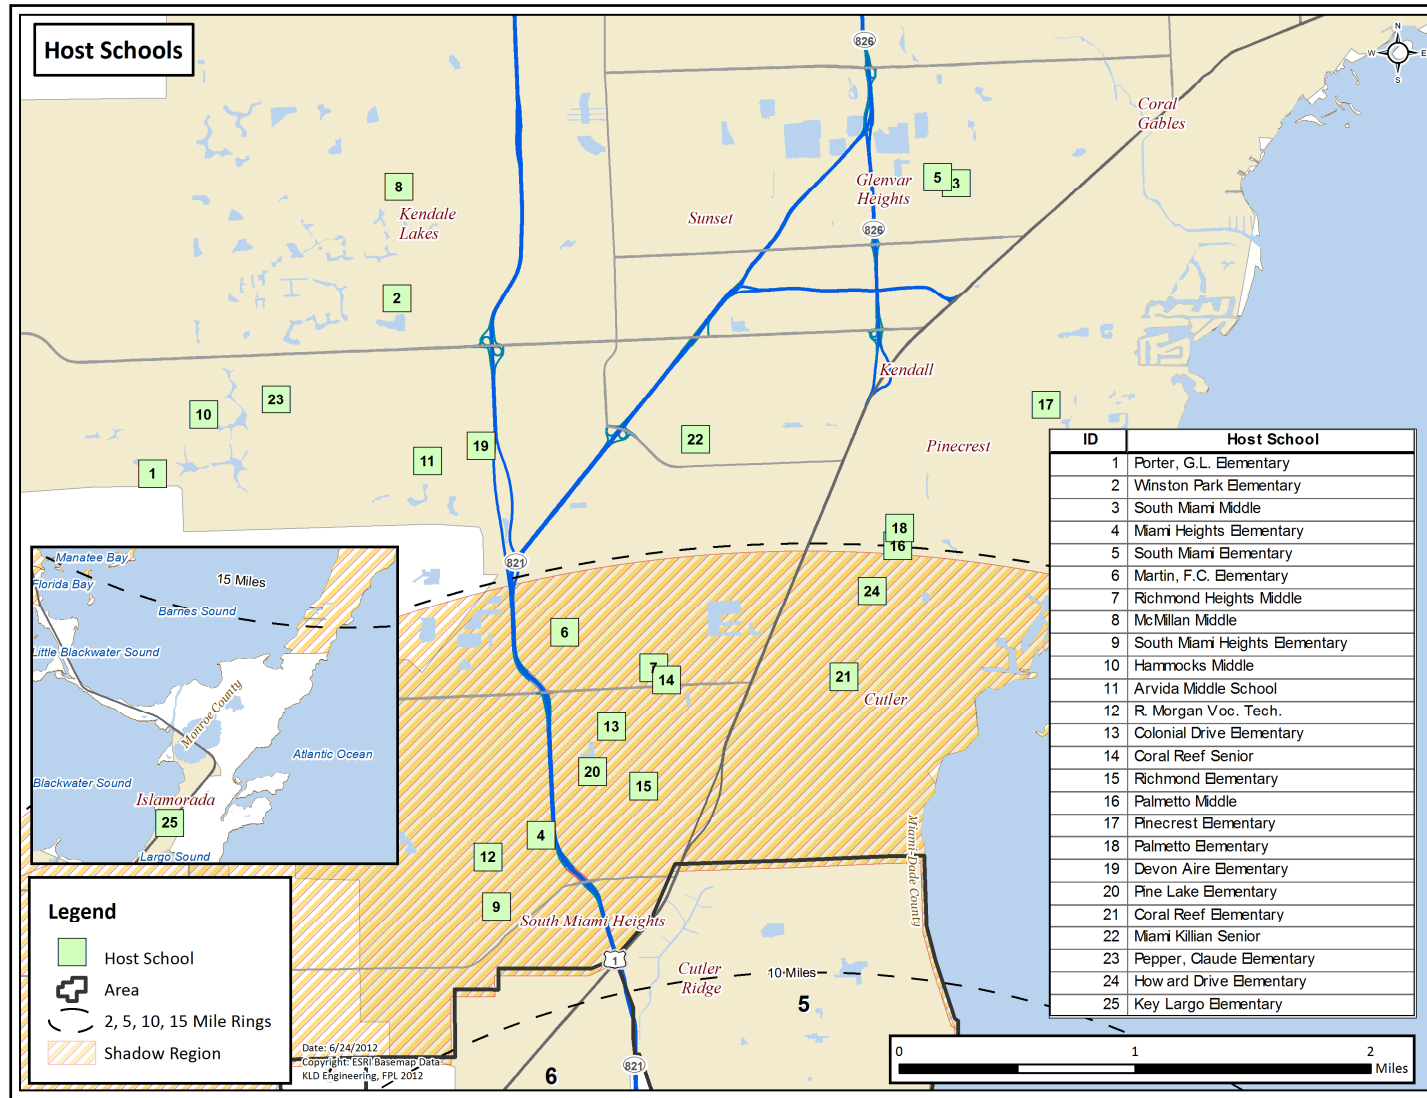 Host Schools
826
N
W
E
S
Coral
Gables
8
Kendale
Lakes
Sunset
Glenvar
Heights
5
3
826
2
Kendall
23
10
17
22
19
11
1
Pinecrest
18
16
821
24
6
7
14
21
Cutler
13
20
15
4
12
9
South Miami Heights
1
Cutler
Ridge
10 Miles
5
6
821
Miami-Dade County
Manatee Bay
15 Miles
Florida Bay
Barnes Sound
Little Blackwater Sound
Monroe County
Atlantic Ocean
Blackwater Sound
Islamorada
25
Largo Sound
ID Host School
1 Porter, G.L. Elementary
2 Winston Park Elementary
3 South Miami Middle
4 Miami Heights Elementary
5 South Miami Elementary
6 Martin, F.C. Elementary
7 Richmond Heights Middle
8 McMillan Middle
9 South Miami Heights Elementary
10 Hammocks Middle
11 Arvida Middle School
12 R. Morgan Voc. Tech.
13 Colonial Drive Elementary
14 Coral Reef Senior
15 Richmond Elementary
16 Palmetto Middle
17 Pinecrest Elementary
18 Palmetto Elementary
19 Devon Aire Elementary
20 Pine Lake Elementary
21 Coral Reef Elementary
22 Miami Killian Senior
23 Pepper, Claude Elementary
24 Howard Drive Elementary
25 Key Largo Elementary
Legend
Host School
Area
2, 5, 10, 15 Mile Rings
Shadow Region
Date: 6/24/2012
Copyright: ESRI Basemap Data
KLD Engineering, FPL 2012
0 1 2
Miles